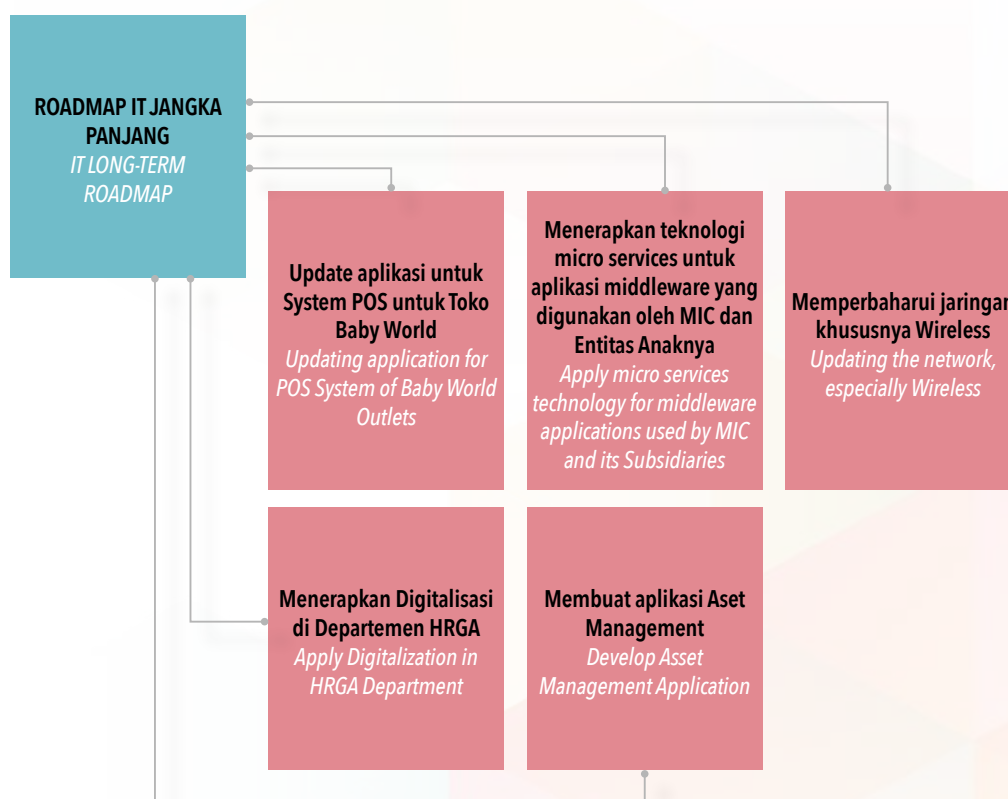 ROADMAP IT JANGKA
PANJANG
IT LONG-TERM
ROADMAP
Update aplikasi untuk
System POS untuk Toko
Baby World
Updating application for
POS System of Baby World
Outlets
Menerapkan teknologi
micro services untuk
aplikasi middleware yang
digunakan oleh MIC dan
Entitas Anaknya
Apply micro services
technology for middleware
applications used by MIC
and its Subsidiaries
Memperbaharui jaringan
khususnya Wireless
Updating the network,
especially Wireless
Menerapkan Digitalisasi
di Departemen HRGA
Apply Digitalization in
HRGA Department
Membuat aplikasi Aset
Management
Develop Asset
Management Application